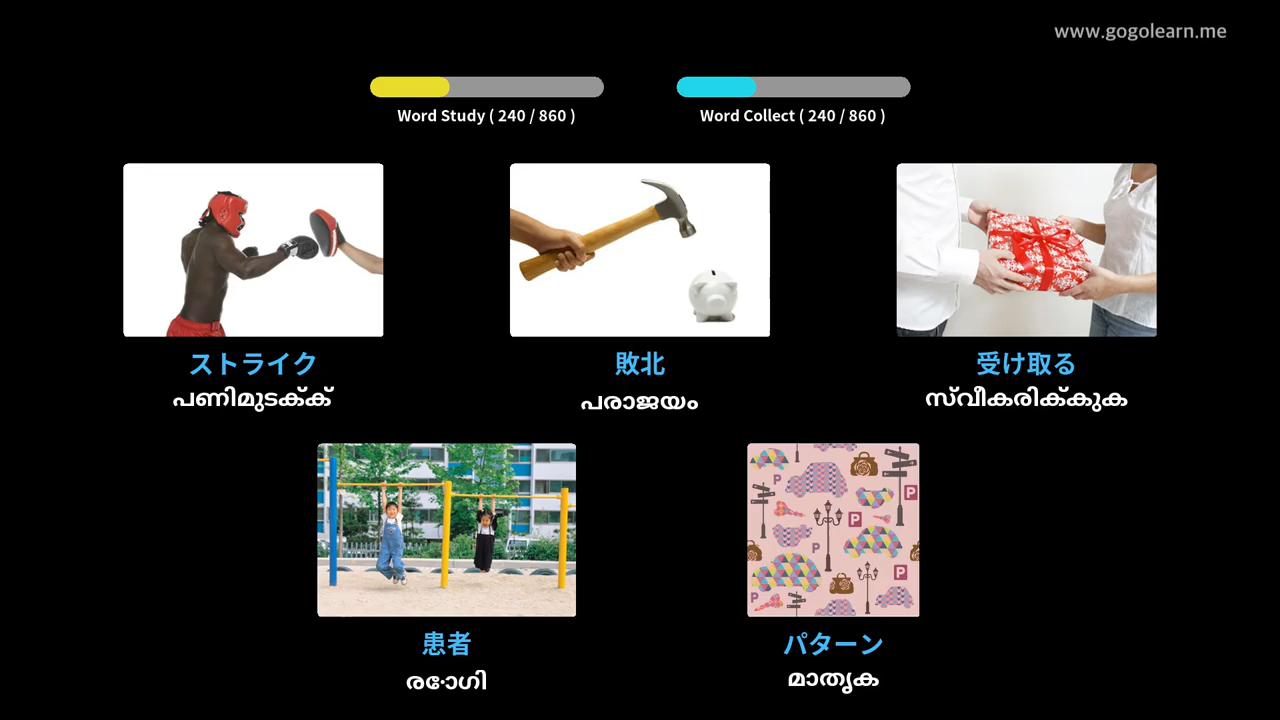 www.gogolearn.me
Word Study ( 240 / 860 )
Word Collect ( 240 / 860 )
ストライク
പണിമുടക്ക്
敗北
പരാജയം
受け取る
സ്വീകരിക്കുക
患者
രോഗി
パターン
മാതൃക
P
P
P
P
P
P